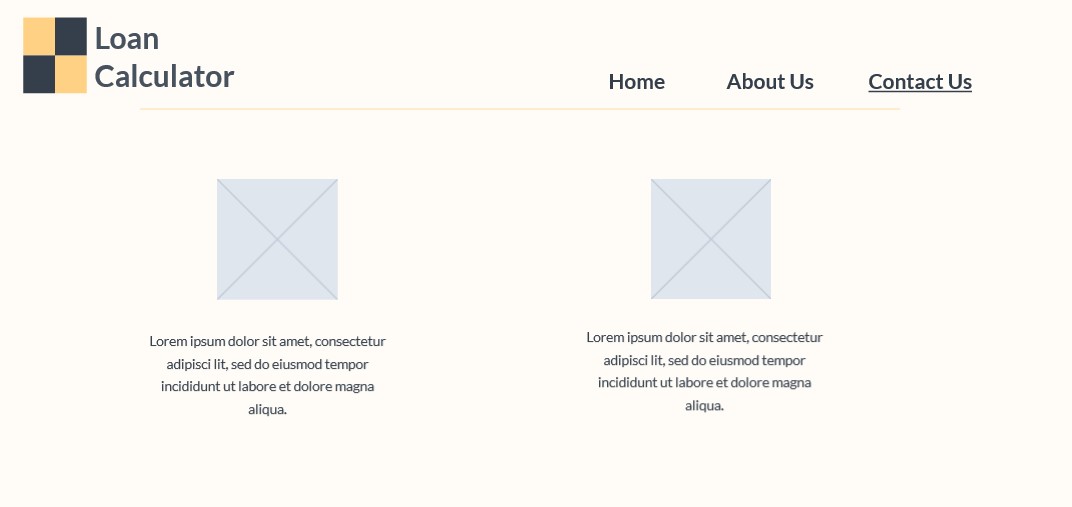 Loan
Calculator
Home About Us Contact Us
Lorem ipsum dolor sit amet, consectetur
adipisci lit, sed do eiusmod tempor
incididunt ut labore et dolore magna
aliqua.
Lorem ipsum dolor sit amet, consectetur
adipisci lit, sed do eiusmod tempor
incididunt ut labore et dolore magna
aliqua.